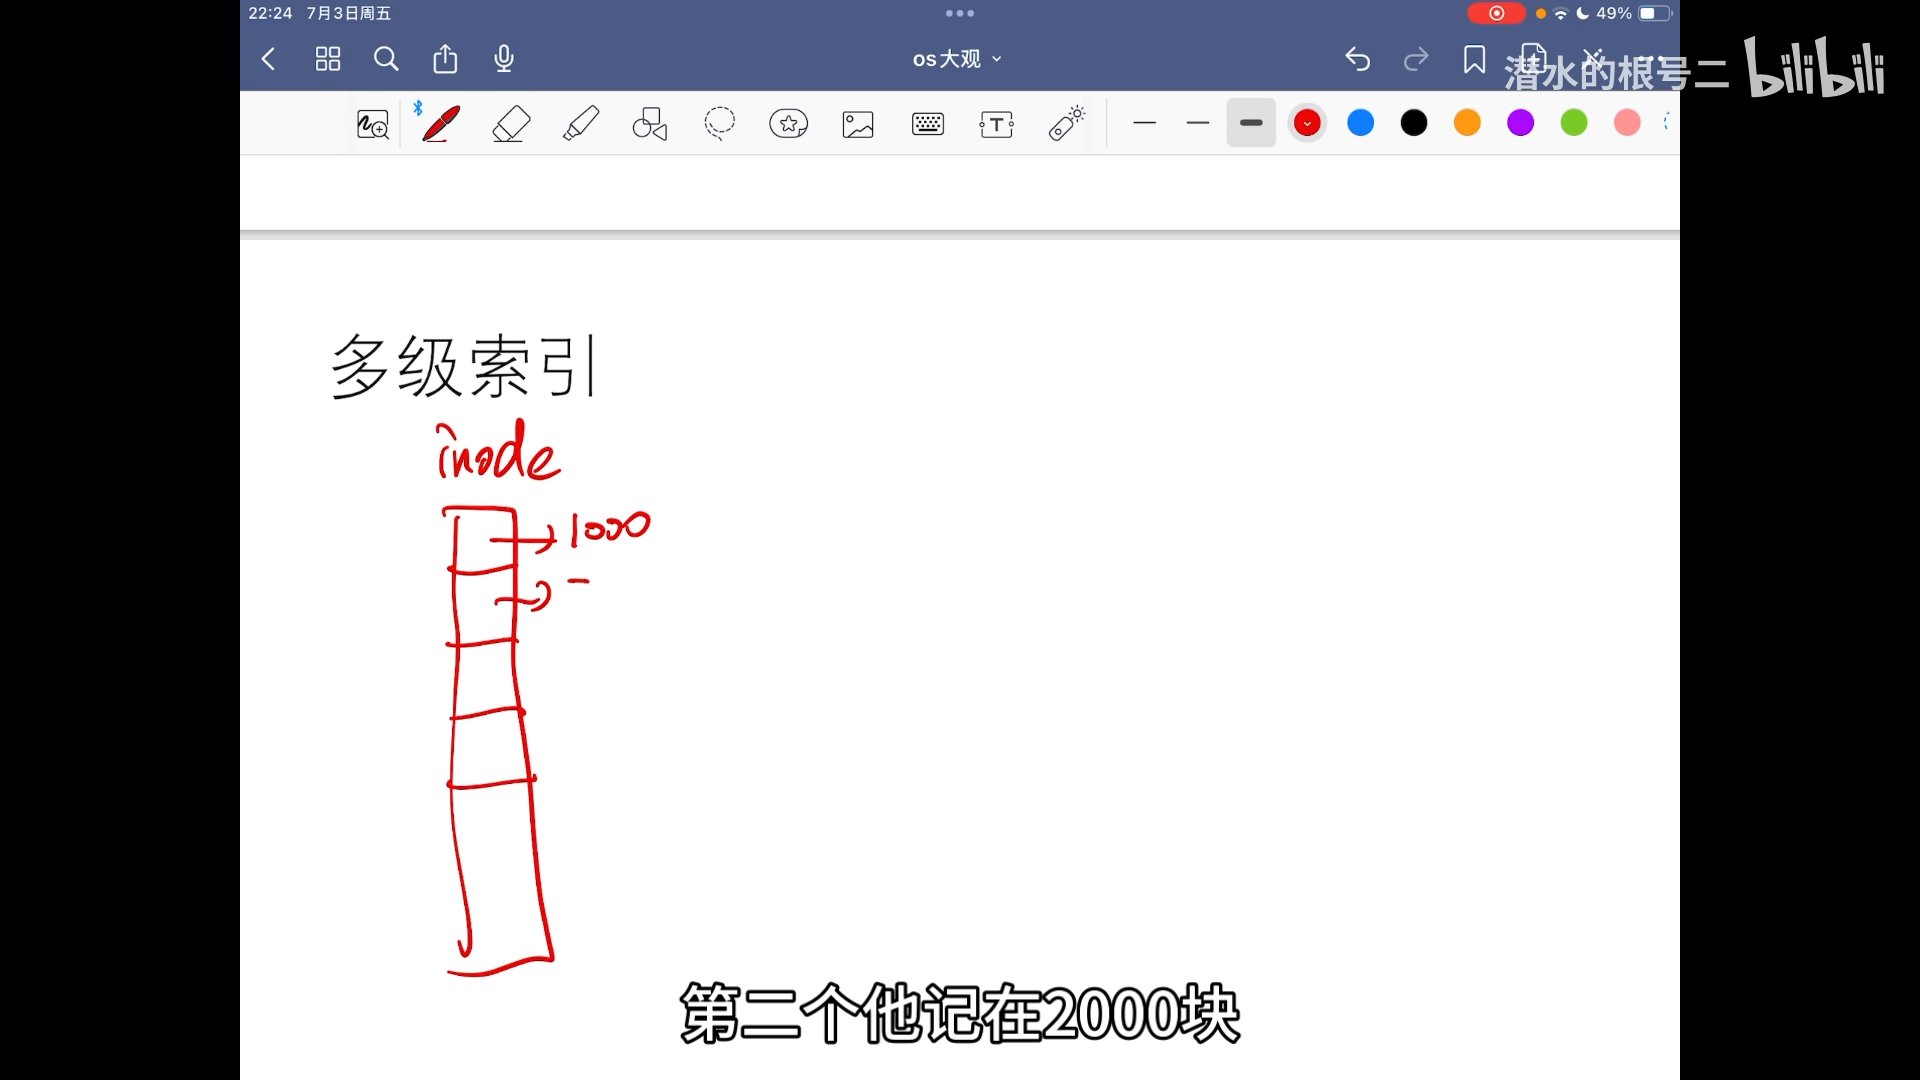 22:24 7月3日周五
49%
os大观
潜水的根号二 bilibili
T
多级索引
inode
1000
第二个他记在2000块